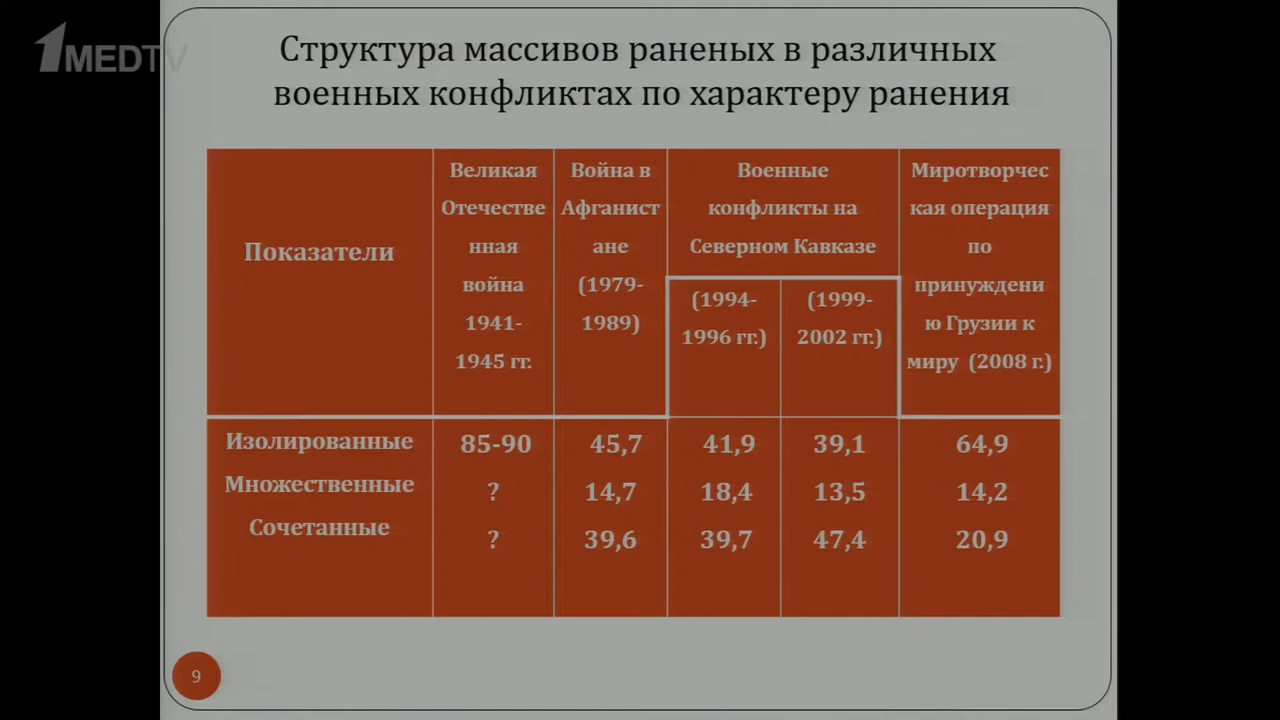 1MEDTV
Структура массивов раненых в различных
военных конфликтах по характеру ранения
Показатели
Великая
Отечестве
нная
война
1941-
1945 гг.
Война в
Афганист
ане
(1979-
1989)
Военные
конфликты на
Северном Кавказе
(1994-
1996 гг.)
(1999-
2002 гг.)
Миротворчес
кая операция
по
принуждени
ю Грузии к
миру (2008 г.)
Изолированные 85-90 45,7 41,9 39,1 64,9
Множественные ? 14,7 18,4 13,5 14,2
Сочетанные ? 39,6 39,7 47,4 20,9
9